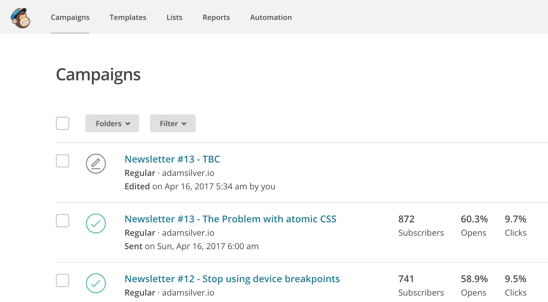 Campaigns Templates Lists Reports Automation
Campaigns
Folders Filter
Newsletter #13 - TBC
Regular · adamsilver.io
Edited on Apr 16, 2017 5:34 am by you
Newsletter #13 - The Problem with atomic CSS 872 60.3% 9.7%
Regular · adamsilver.io Subscribers Opens Clicks
Sent on Sun, Apr 16, 2017 6:00 am
Newsletter #12 - Stop using device breakpoints 741 58.9% 9.5%
Regular · adamsilver.io Subscribers Opens Clicks